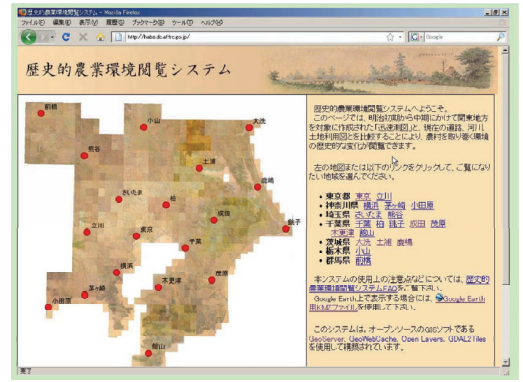 歴史的農業環境閲覧システム - Mozilla Firefox
ファイル(F) 編集(E) 表示(V) 履歴(S) ブックマーク(B) ツール(T) ヘルプ(H)
http://habs.dc.affrc.go.jp/
Google
歴史的農業環境閲覧システム
前橋
小山
大洗
熊谷
土浦
鹿嶋
さいたま
柏
成田
銚子
立川
東京
千葉
横浜
茅ヶ崎
木更津
茂原
小田原
館山
歴史的農業環境閲覧システムへようこそ。
このページでは、明治初期から中期にかけて関東地方
を対象に作成された「迅速測図」と、現在の道路、河川、
土地利用図とを比較することにより、農村を取り巻く環境
の歴史的な変化が閲覧できます。
左の地図または以下のリンクをクリックして、ご覧になり
たい地域を選んでください。
• 東京都 東京 立川
• 神奈川県 横浜 茅ヶ崎 小田原
• 埼玉県 さいたま 熊谷
• 千葉県 千葉 柏 銚子 成田 茂原
木更津 館山
• 茨城県 大洗 土浦 鹿嶋
• 栃木県 小山
• 群馬県 前橋
本システムの使用上の注意点などについては、歴史的
農業環境閲覧システムFAQをご覧下さい。
Google Earth上で表示する場合には、Google Earth
用KMZファイルを使用して下さい。
このシステムは、オープンソースのGISソフトである
GeoServer, GeoWebCache, Open Layers, GDAL2Tiles
を使用して構築されています。
完了